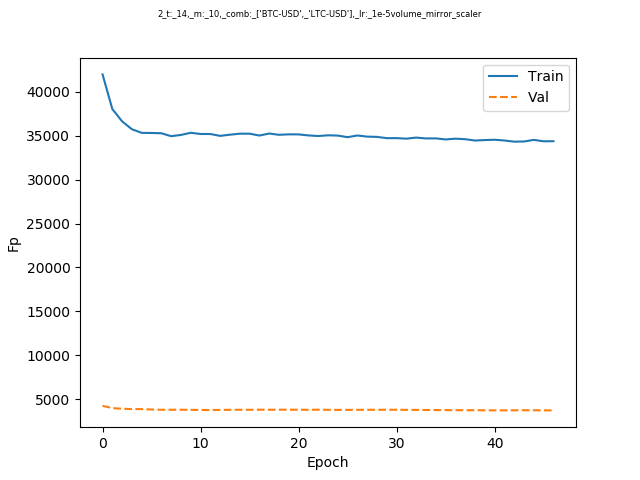 2_t:_14,_m:_10,_comb:_['BTC-USD',_'LTC-USD'],_lr:_1e-5volume_mirror_scaler
Train
Val
40000
35000
30000
25000
20000
15000
10000
5000
Fp
0 10 20 30 40
Epoch